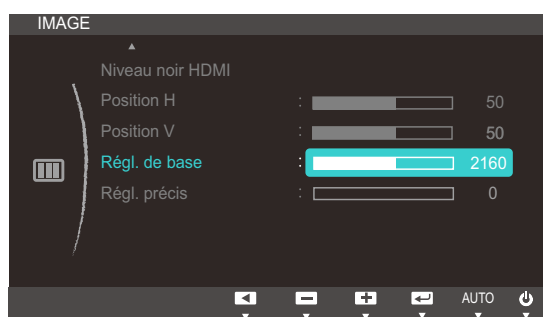 IMAGE
Niveau noir HDMI
Position H : 50
Position V : 50
Régl. de base : 2160
Régl. précis : 0
AUTO